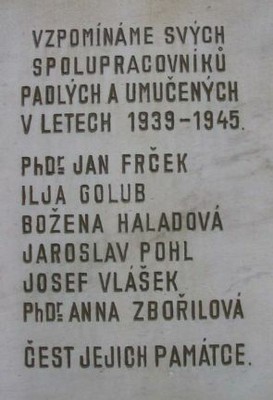 VZPOMÍNÁME SVÝCH
SPOLUPRACOVNÍKŮ
PADLÝCH A UMUČENÝCH
V LETECH 1939-1945.
PhDr. JAN FRČEK
ILJA GOLUB
BOŽENA HALADOVÁ
JAROSLAV POHL
JOSEF VLÁŠEK
PhDr. ANNA ZBOŘILOVÁ
ČEST JEJICH PAMÁTCE.